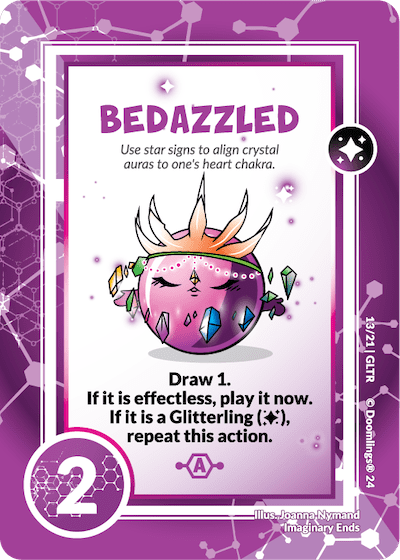 BEDAZZLED
Use star signs to align crystal
auras to one's heart chakra.
13/21 | GLTR © Doomlings® 24
Draw 1.
If it is effectless, play it now.
If it is a Glitterling (✦),
repeat this action.
A
2
Illus. Joanna Nymand
Imaginary Ends